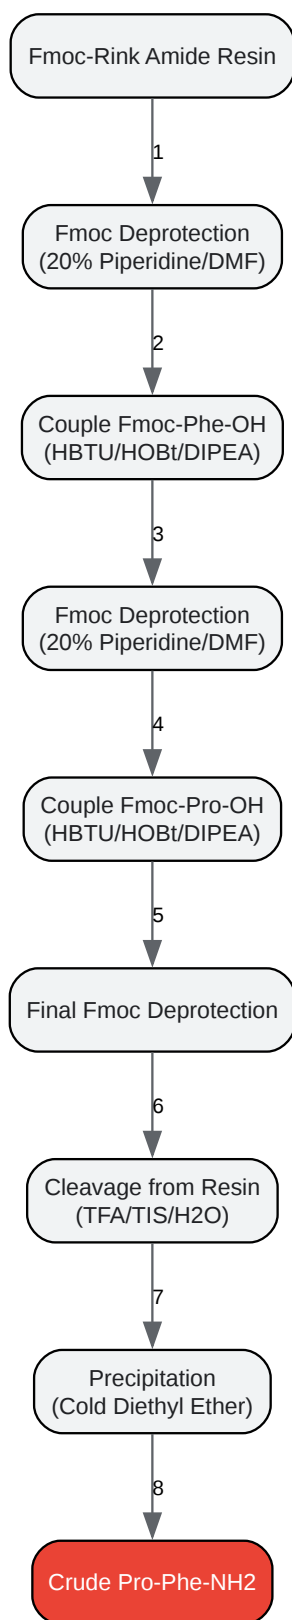 Fmoc-Rink Amide Resin
1
Fmoc Deprotection
(20% Piperidine/DMF)
2
Couple Fmoc-Phe-OH
(HBTU/HOBt/DIPEA)
3
Fmoc Deprotection
(20% Piperidine/DMF)
4
Couple Fmoc-Pro-OH
(HBTU/HOBt/DIPEA)
5
Final Fmoc Deprotection
6
Cleavage from Resin
(TFA/TIS/H2O)
7
Precipitation
(Cold Diethyl Ether)
8
Crude Pro-Phe-NH2